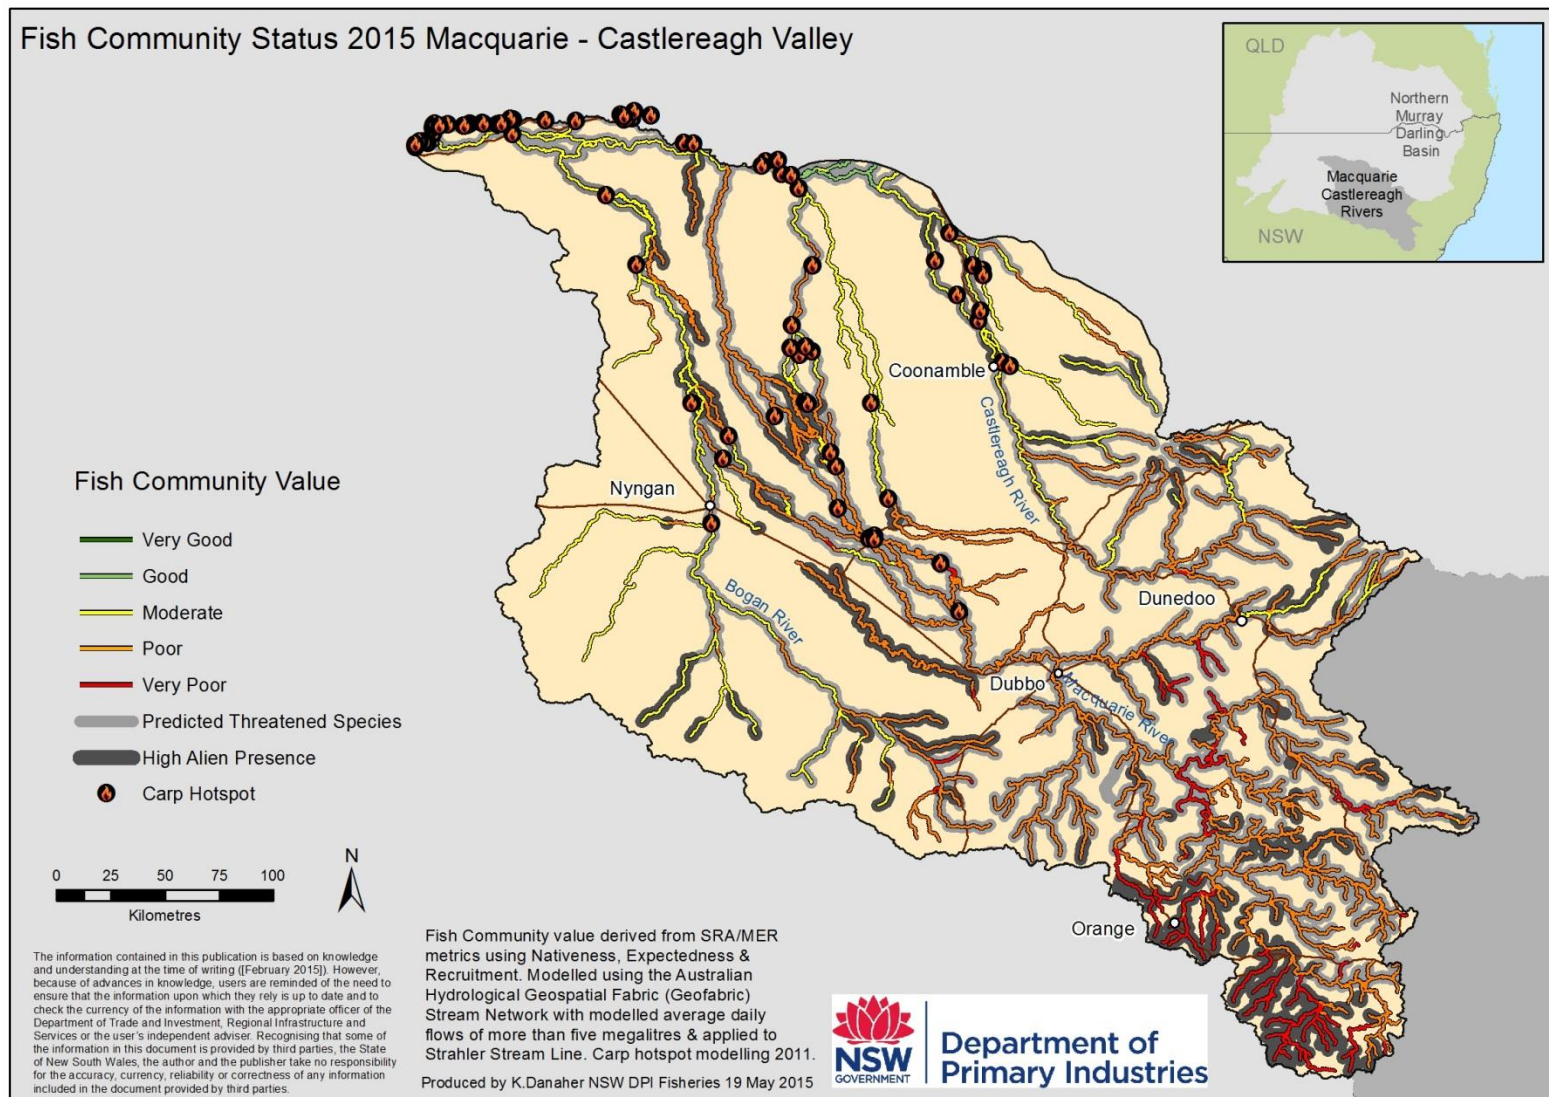 Fish Community Status 2015 Macquarie - Castlereagh Valley
QLD
Northern
Murray
Darling
Basin
Macquarie
Castlereagh
Rivers
NSW
Coonamble
Castlereagh River
Nyngan
Bogan River
Dunedoo
Dubbo
Macquarie River
Orange
Fish Community Value
Very Good
Good
Moderate
Poor
Very Poor
Predicted Threatened Species
High Alien Presence
Carp Hotspot
N
0 25 50 75 100
Kilometres
The information contained in this publication is based on knowledge
and understanding at the time of writing ([February 2015]). However,
because of advances in knowledge, users are reminded of the need to
ensure that the information upon which they rely is up to date and to
check the currency of the information with the appropriate officer of the
Department of Trade and Investment, Regional Infrastructure and
Services or the user's independent adviser. Recognising that some of
the information in this document is provided by third parties, the State
of New South Wales, the author and the publisher take no responsibility
for the accuracy, currency, reliability or correctness of any information
included in the document provided by third parties.
Fish Community value derived from SRA/MER
metrics using Nativeness, Expectedness &
Recruitment. Modelled using the Australian
Hydrological Geospatial Fabric (Geofabric)
Stream Network with modelled average daily
flows of more than five megalitres & applied to
Strahler Stream Line. Carp hotspot modelling 2011.
Produced by K.Danaher NSW DPI Fisheries 19 May 2015
NSW
GOVERNMENT
Department of
Primary Industries